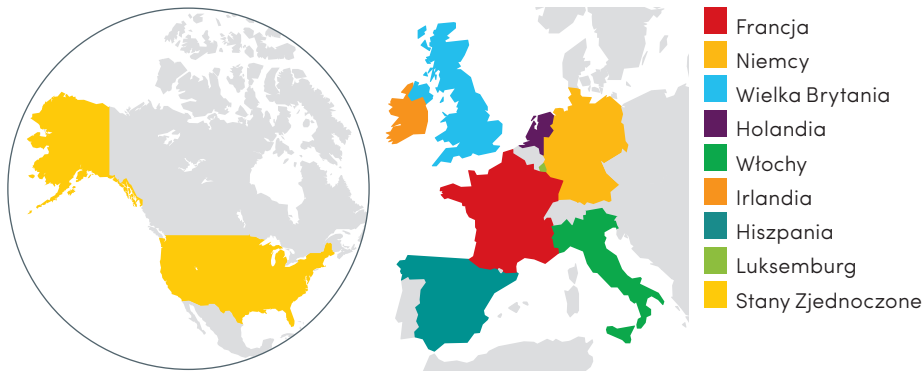 Francja
Niemcy
Wielka Brytania
Holandia
Włochy
Irlandia
Hiszpania
Luksemburg
Stany Zjednoczone